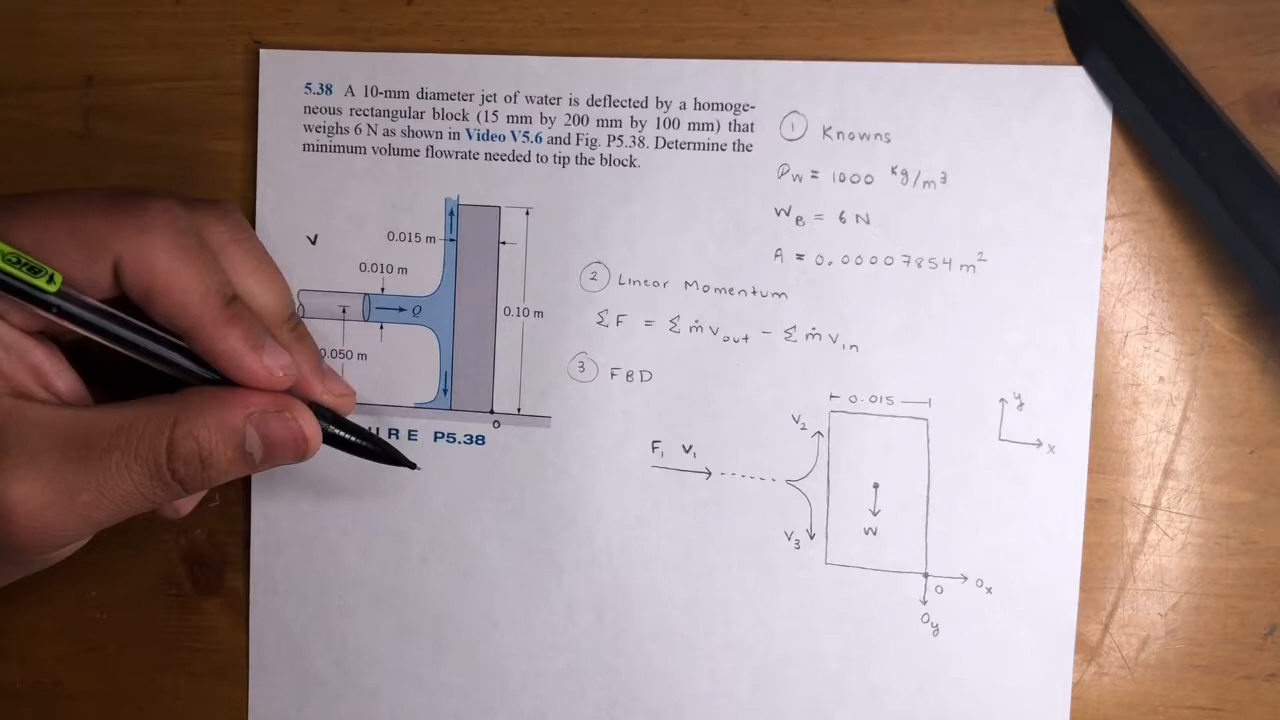 5.38 A 10-mm diameter jet of water is deflected by a homoge-
neous rectangular block (15 mm by 200 mm by 100 mm) that
weighs 6 N as shown in Video V5.6 and Fig. P5.38. Determine the
minimum volume flowrate needed to tip the block.
V
0.015 m
0.010 m
Q
0.10 m
0.050 m
O
URE P5.38
BIC
1 Knowns
ρw = 1000 kg/m³
WB = 6 N
A = 0.00007854 m²
2 Linear Momentum
ΣF = Σṁvout − Σṁvin
3 FBD
0.015
V2
F1 V1
V3
W
O
Ox
Oy
y
x